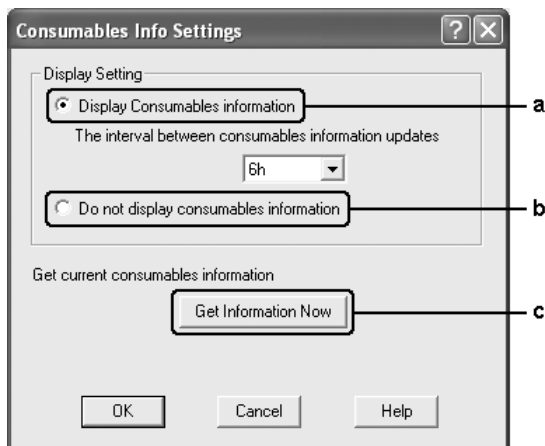 Consumables Info Settings
Display Setting
Display Consumables information
a
The interval between consumables information updates
6h
Do not display consumables information
b
Get current consumables information
Get Information Now
c
OK Cancel Help